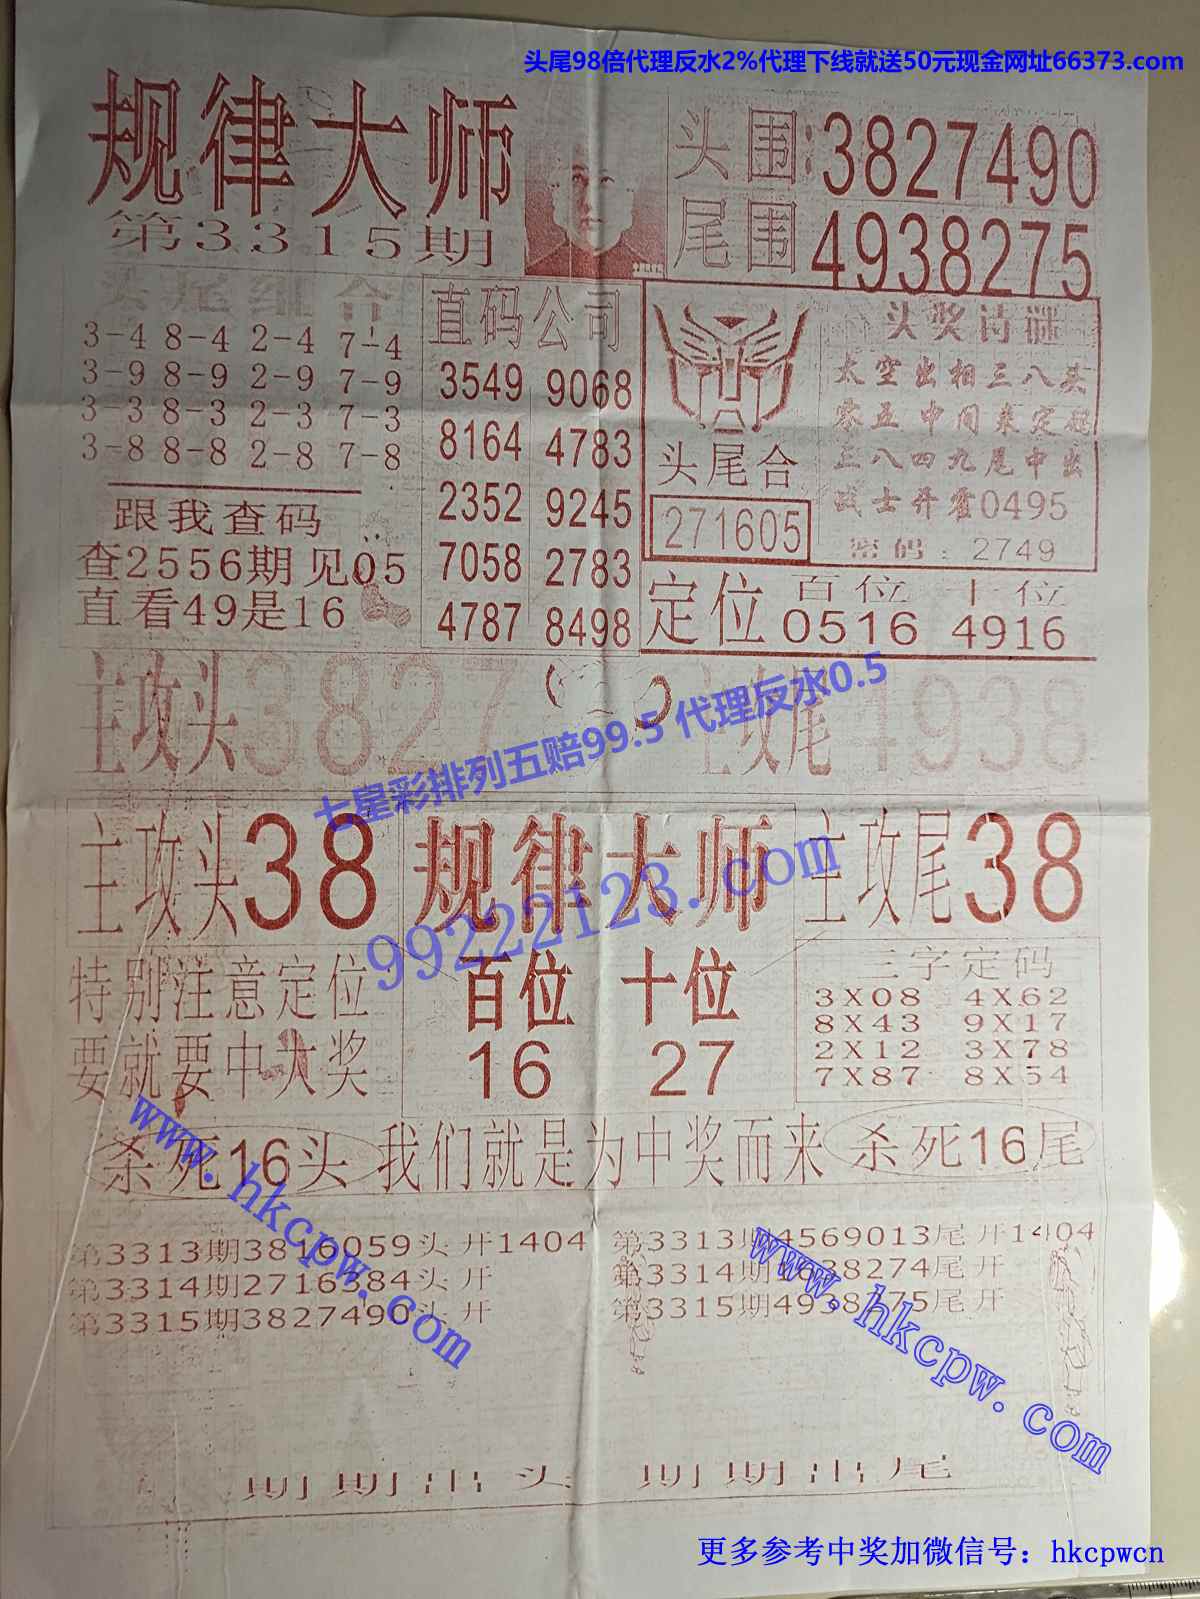 头尾98倍代理反水2%代理下线就送50元现金网址66373.com
规律大师
第3315期
头围:3827490
尾围4938275
头尾组合
3-4 8-4 2-4 7-4
3-9 8-9 2-9 7-9
3-3 8-3 2-3 7-3
3-8 8-8 2-8 7-8
跟我查码
查2556期见05
直看49是16
直码公司
3549 9068
8164 4783
2352 9245
7058 2783
4787 8498
头尾合
271605
头奖诗谜
太空出相三八头
零五中间来定码
三八四九尾中出
战士开霍0495
密码:2749
定位 百位 十位
0516 4916
主攻头3827
主攻尾4938
七星彩排列五赔99.5 代理反水0.5
主攻头38
规律大师
主攻尾38
99222123.com
特别注意定位
要就要中大奖
百位 十位
16 27
三字定码
3X08 4X62
8X43 9X17
2X12 3X78
7X87 8X54
杀死16头 我们就是为中奖而来 杀死16尾
www.hkcpw.com
第3313期3816059头开1404
第3314期2716384头开
第3315期3827490头开
第3313期4569013尾开1404
第3314期1638274尾开
第3315期4938275尾开
www.hkcpw.com
期期出头 期期出尾
更多参考中奖加微信号：hkcpwcn